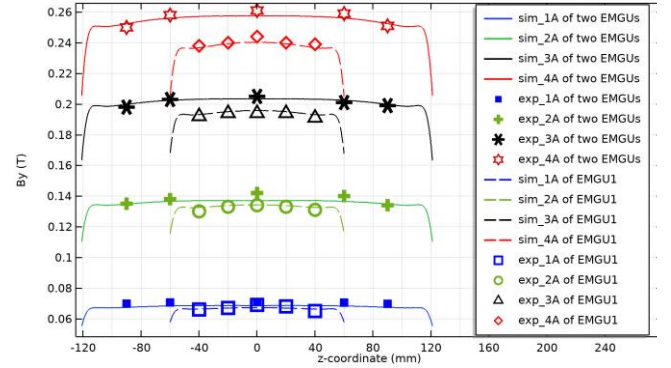 0.26
0.24
0.22
0.2
0.18
0.16
0.14
0.12
0.1
0.08
0.06
By (T)
-120 -80 -40 0 40 80 120 160 200 240
z-coordinate (mm)
sim_1A of two EMGUs
sim_2A of two EMGUs
sim_3A of two EMGUs
sim_4A of two EMGUs
exp_1A of two EMGUs
exp_2A of two EMGUs
exp_3A of two EMGUs
exp_4A of two EMGUs
sim_1A of EMGU1
sim_2A of EMGU1
sim_3A of EMGU1
sim_4A of EMGU1
exp_1A of EMGU1
exp_2A of EMGU1
exp_3A of EMGU1
exp_4A of EMGU1